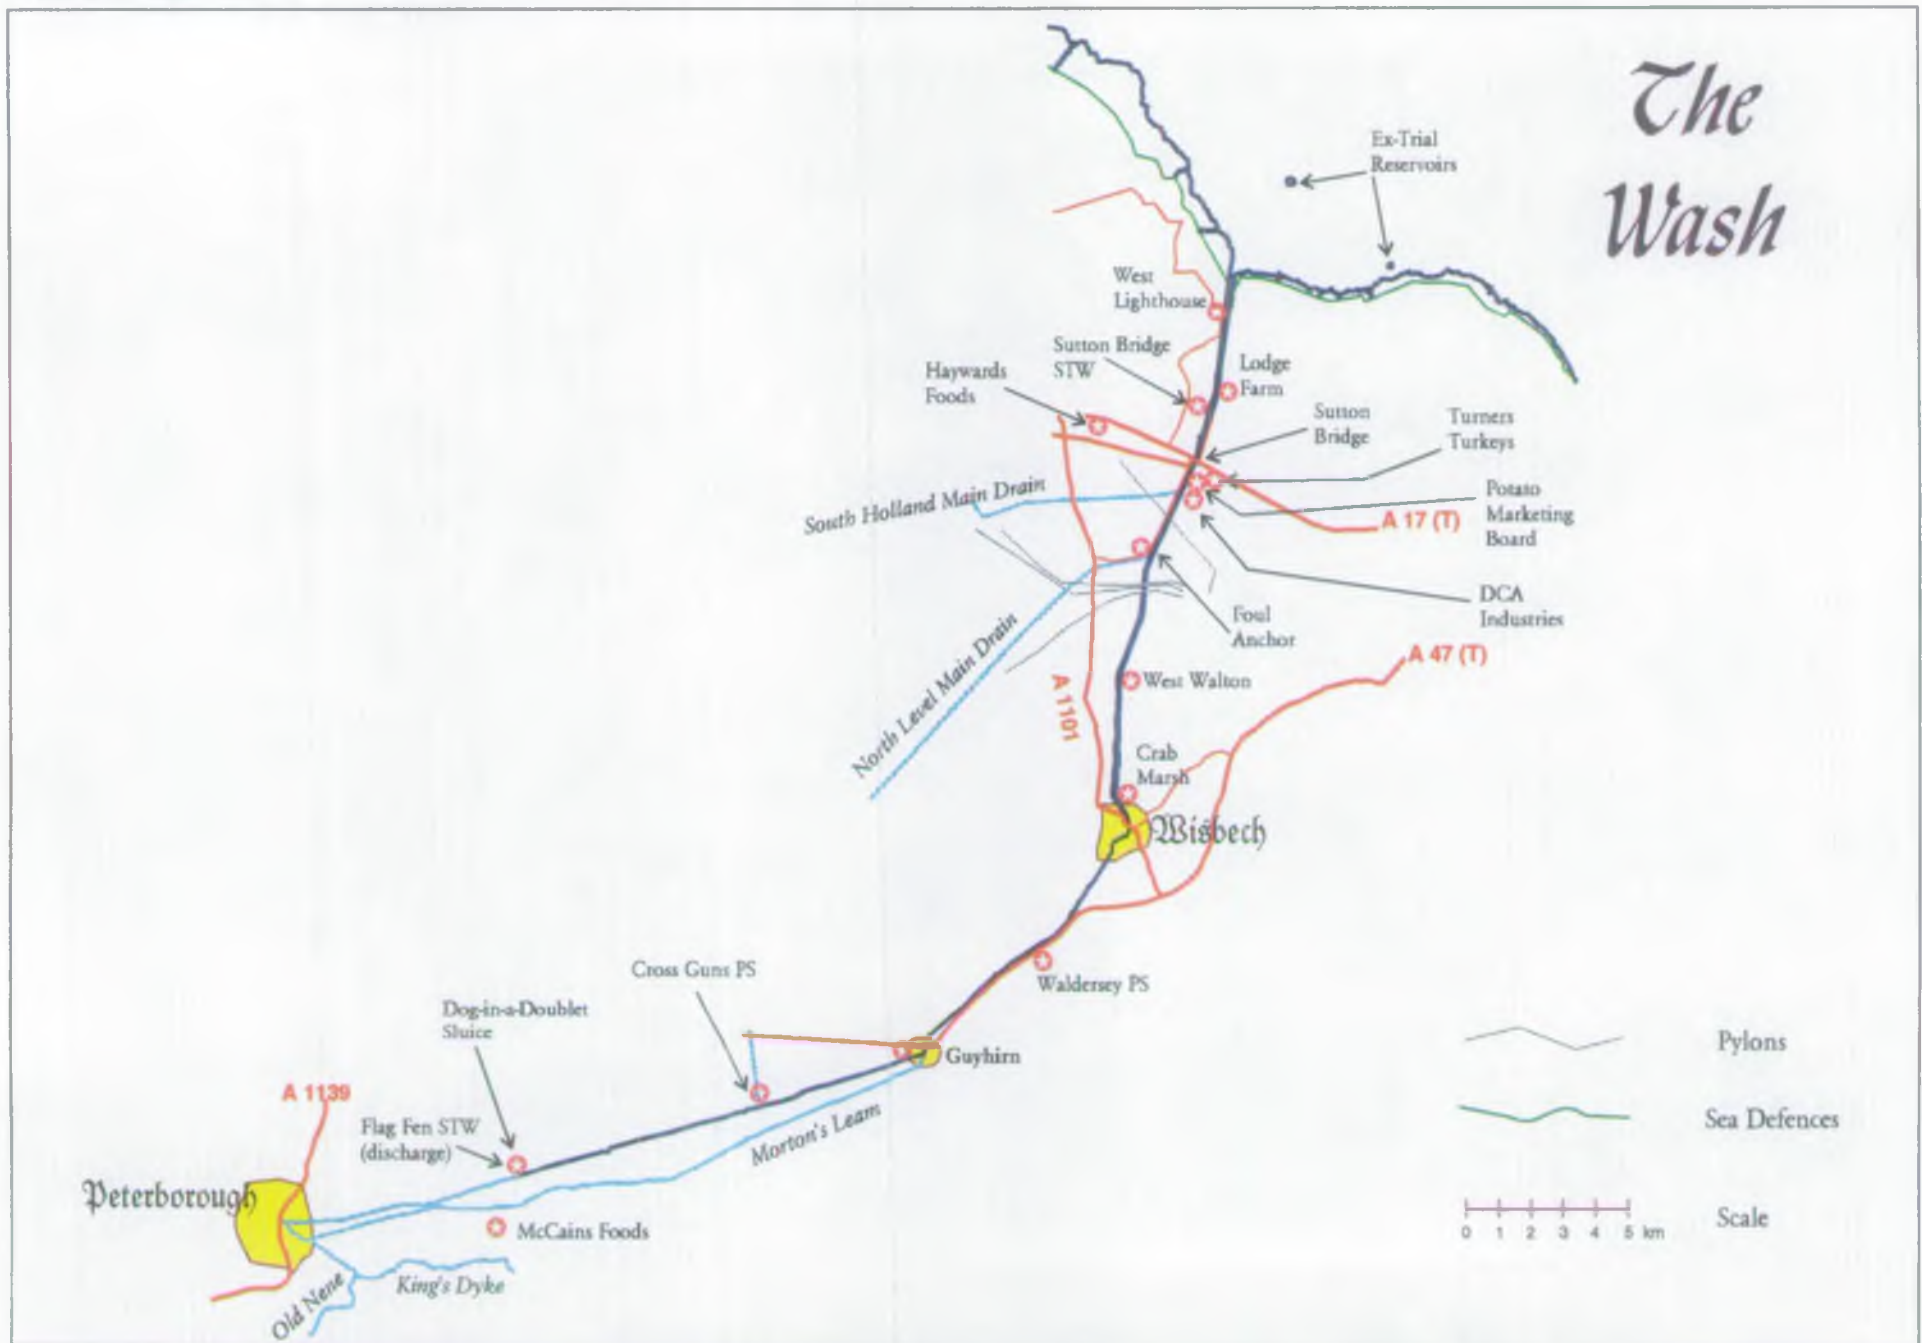 The
Wash
Ex-Trial
Reservoirs
West
Lighthouse
Sutton Bridge
STW
Lodge
Farm
Haywards
Foods
Sutton
Bridge
Turners
Turkeys
South Holland Main Drain
Potato
Marketing
Board
A 17 (T)
DCA
Industries
Foul
Anchor
North Level Main Drain
A 47 (T)
West Walton
A 1101
Crab
Marsh
Wisbech
Cross Guns PS
Waldersey PS
Dog-in-a-Doublet
Sluice
Guyhirn
Pylons
A 1139
Flag Fen STW
(discharge)
Morton's Leam
Sea Defences
Peterborough
McCains Foods
Scale
0 1 2 3 4 5 km
King's Dyke
Old Nene